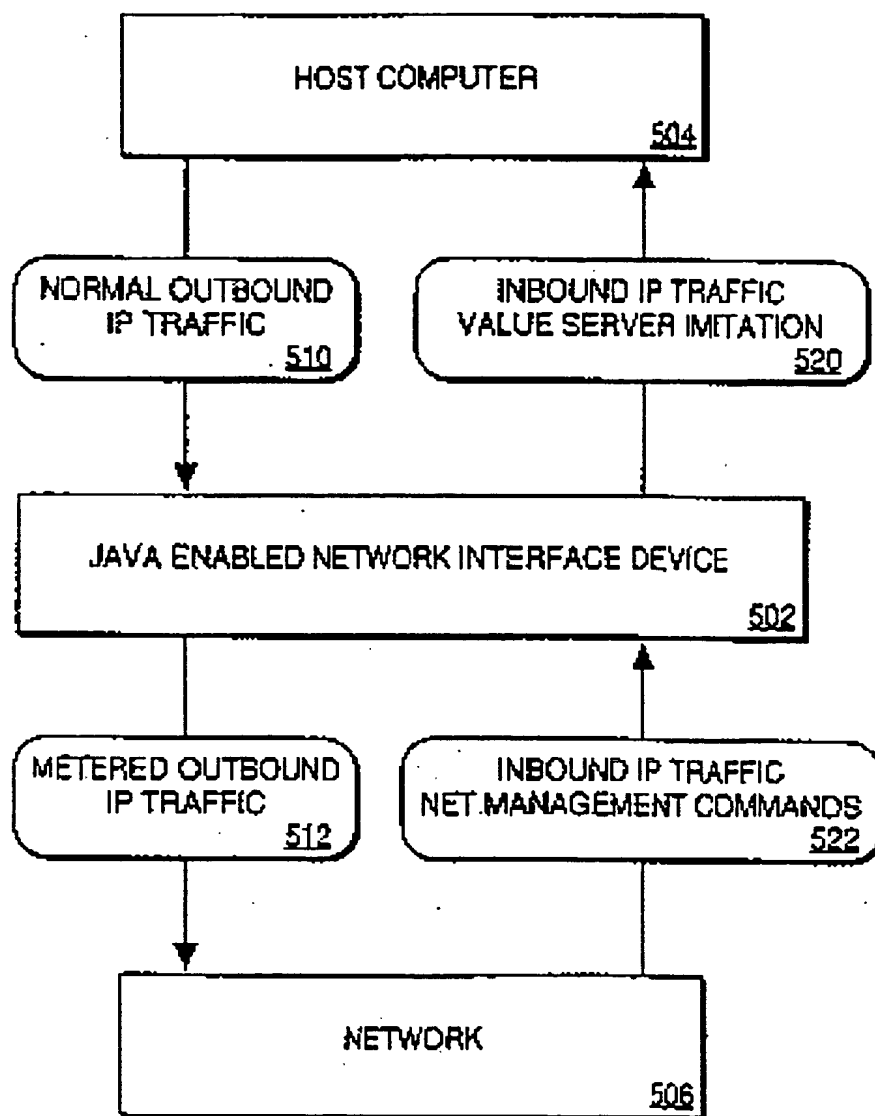 HOST COMPUTER
504
NORMAL OUTBOUND
IP TRAFFIC
510
INBOUND IP TRAFFIC
VALUE SERVER IMITATION
520
JAVA ENABLED NETWORK INTERFACE DEVICE
502
METERED OUTBOUND
IP TRAFFIC
512
INBOUND IP TRAFFIC
NET.MANAGEMENT COMMANDS
522
NETWORK
506